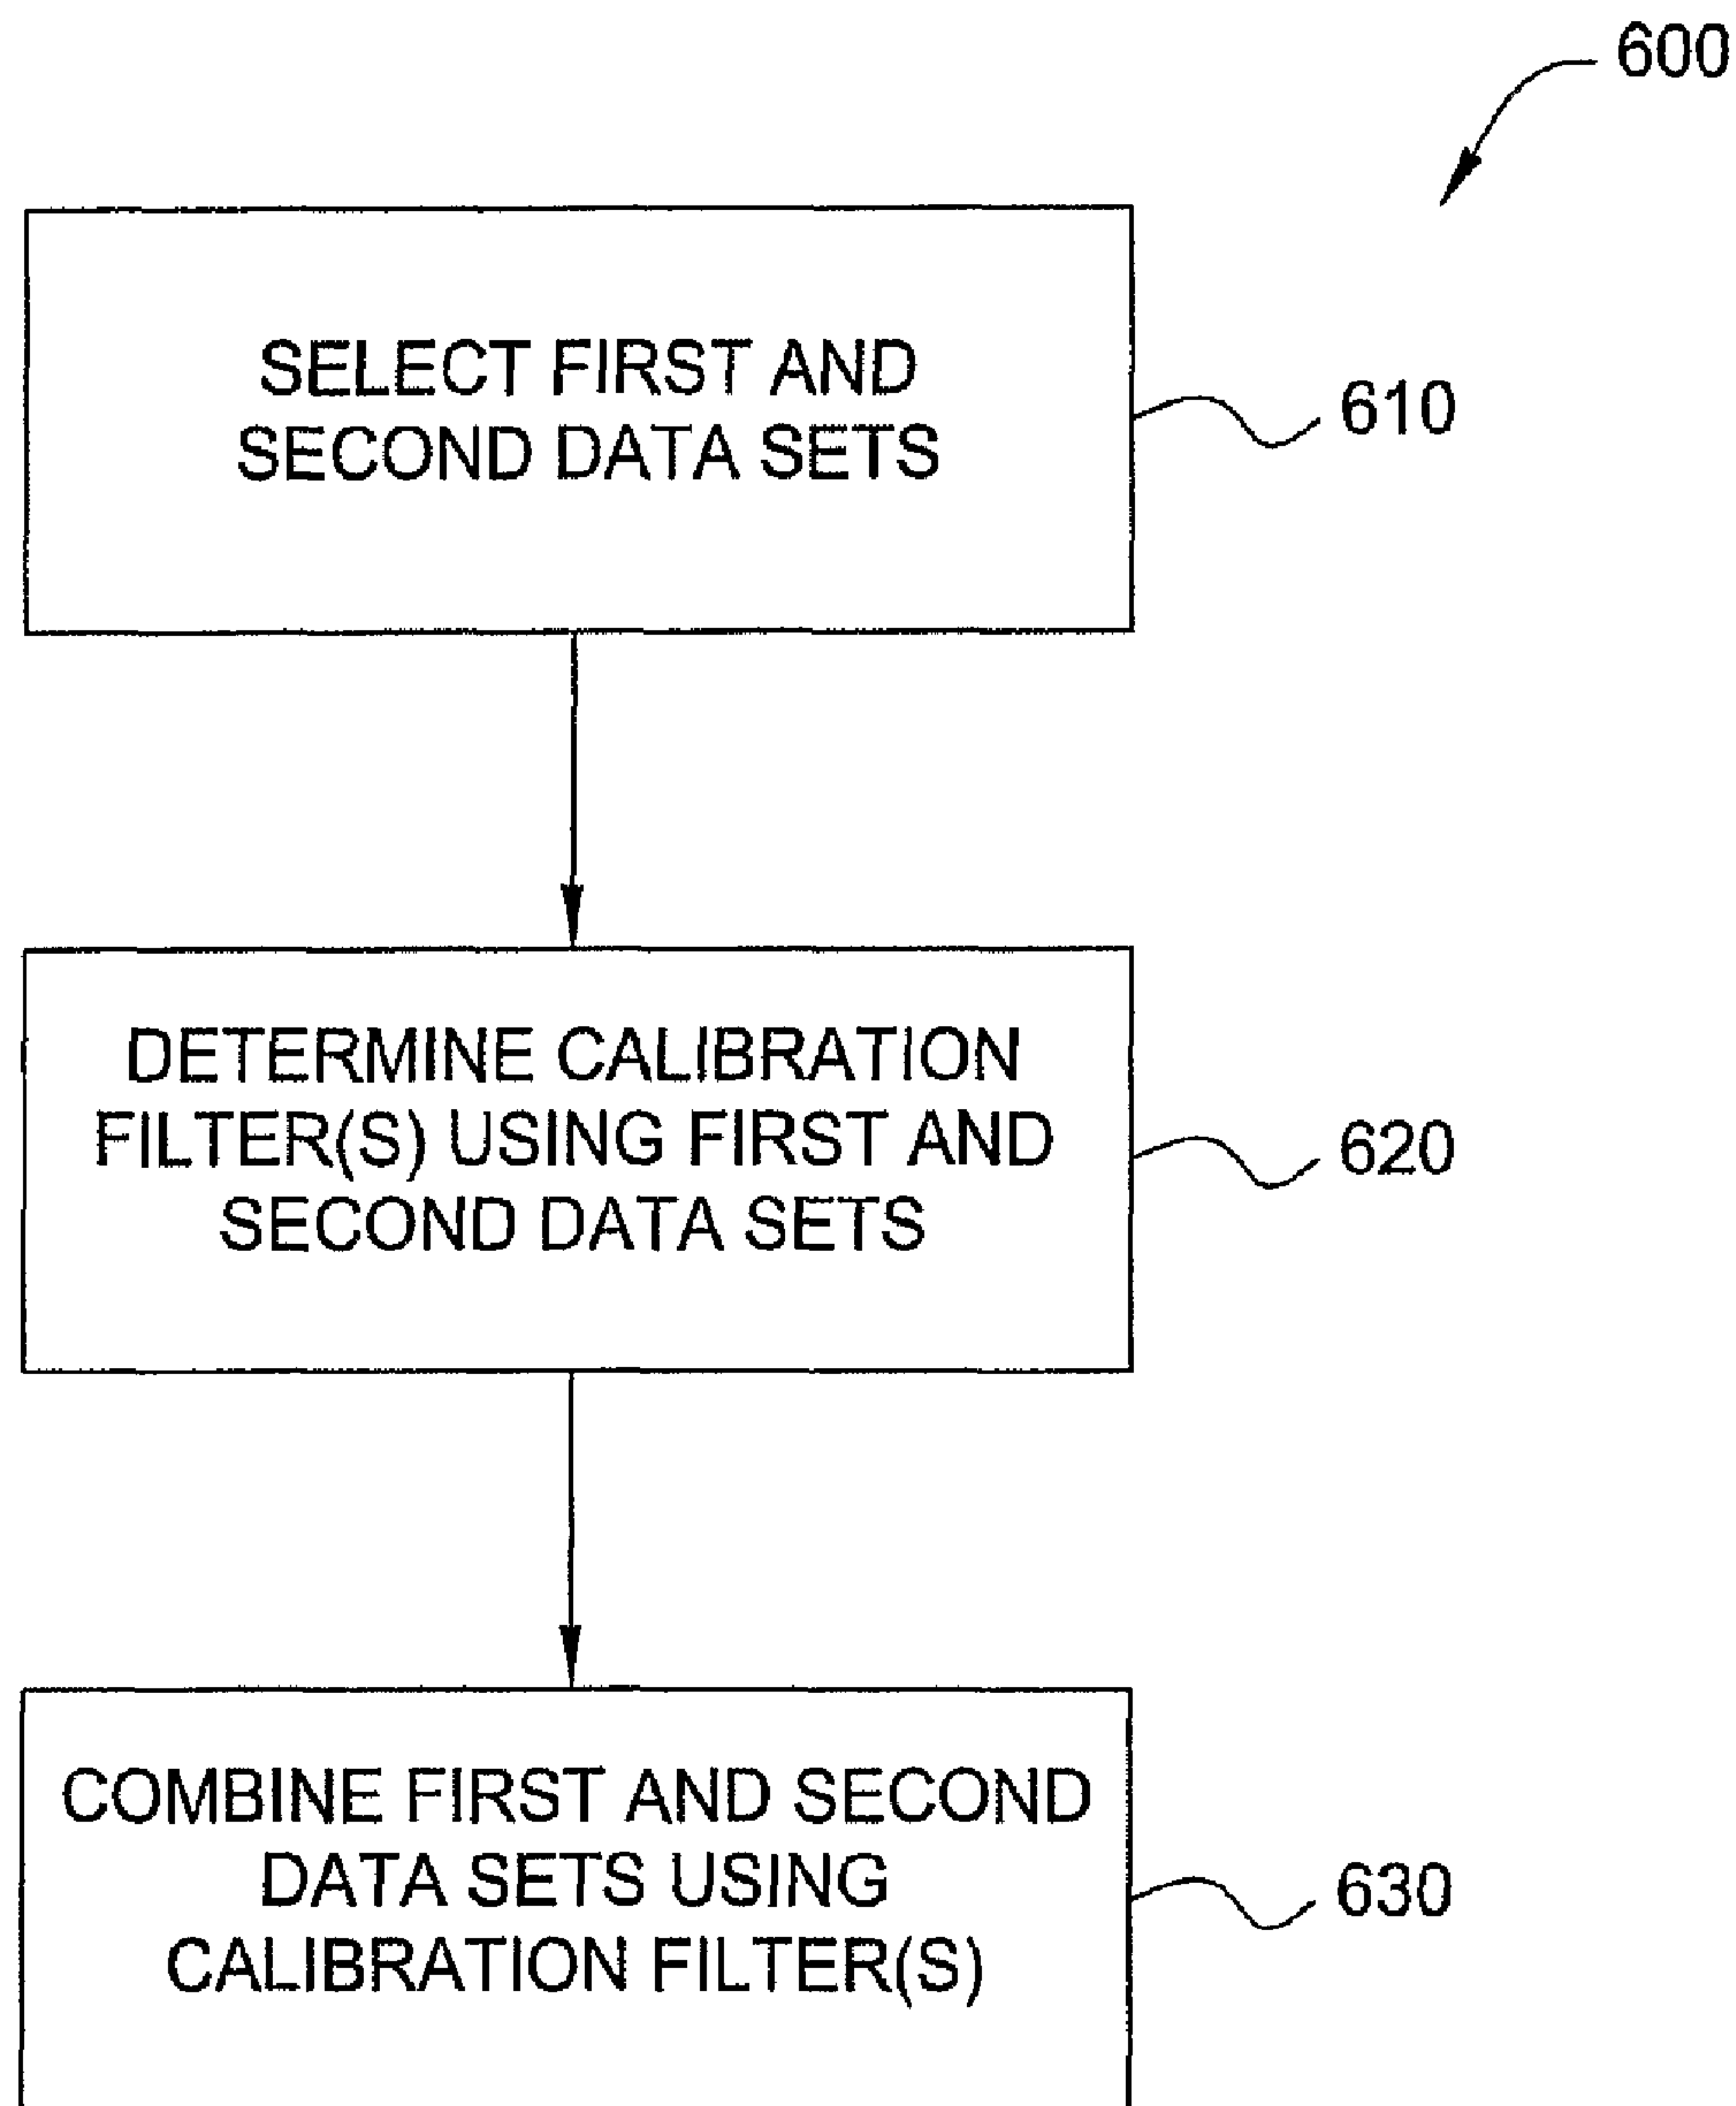 600
SELECT FIRST AND
SECOND DATA SETS
610
DETERMINE CALIBRATION
FILTER(S) USING FIRST AND
SECOND DATA SETS
620
COMBINE FIRST AND SECOND
DATA SETS USING
CALIBRATION FILTER(S)
630